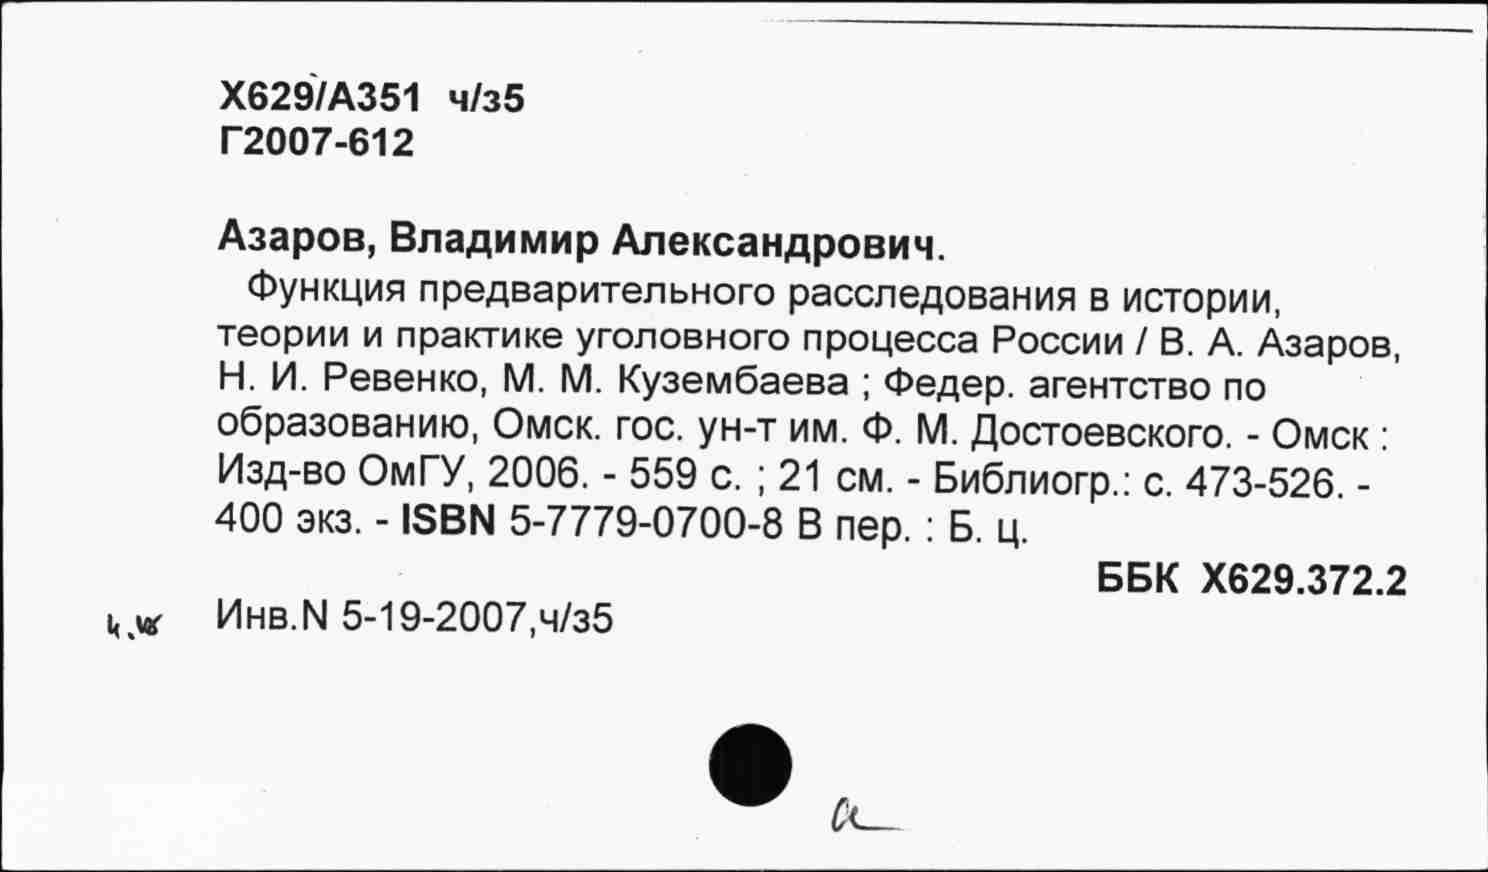 Х629/А351 ч/з5
Г2007-612
Азаров, Владимир Александрович.
Функция предварительного расследования в истории,
теории и практике уголовного процесса России / В. А. Азаров,
Н. И. Ревенко, М. М. Кузембаева ; Федер. агентство по
образованию, Омск. гос. ун-т им. Ф. М. Достоевского. - Омск :
Изд-во ОмГУ, 2006. - 559 с. ; 21 см. - Библиогр.: с. 473-526. -
400 экз. - ISBN 5-7779-0700-8 В пер. : Б. ц.
ББК Х629.372.2
Инв.N 5-19-2007,ч/з5
а